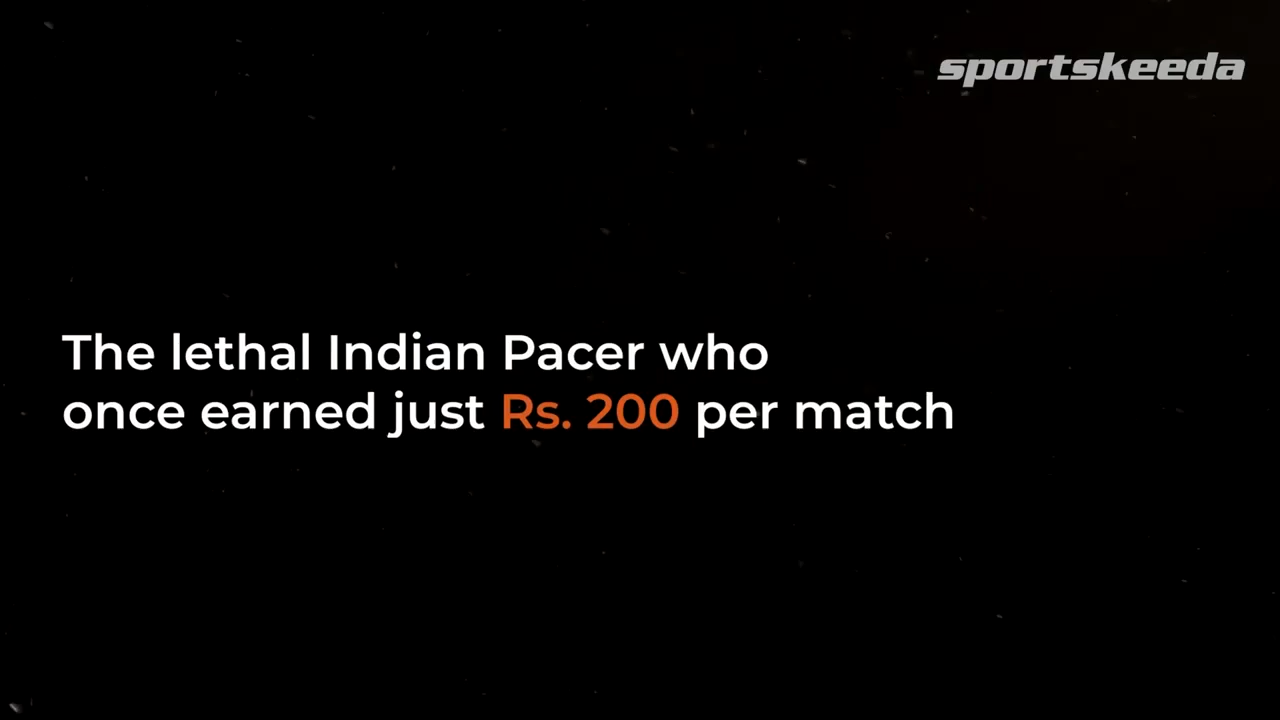 sportskeeda
The lethal Indian Pacer who
once earned just Rs. 200 per match